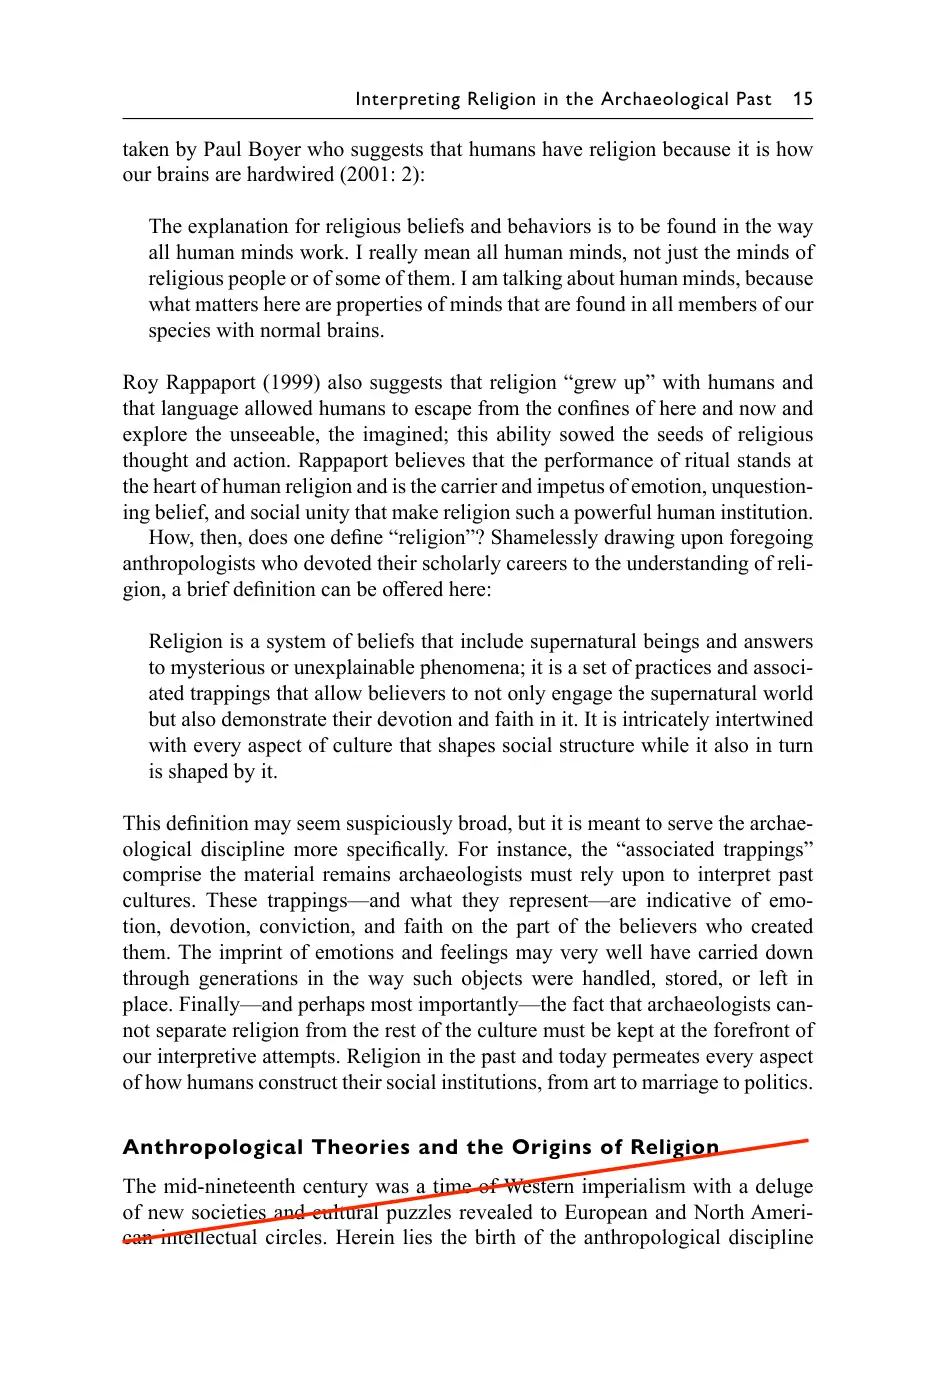 Interpreting Religion in the Archaeological Past 15
taken by Paul Boyer who suggests that humans have religion because it is how
our brains are hardwired (2001: 2):
The explanation for religious beliefs and behaviors is to be found in the way
all human minds work. I really mean all human minds, not just the minds of
religious people or of some of them. I am talking about human minds, because
what matters here are properties of minds that are found in all members of our
species with normal brains.
Roy Rappaport (1999) also suggests that religion “grew up” with humans and
that language allowed humans to escape from the confines of here and now and
explore the unseeable, the imagined; this ability sowed the seeds of religious
thought and action. Rappaport believes that the performance of ritual stands at
the heart of human religion and is the carrier and impetus of emotion, unquestion-
ing belief, and social unity that make religion such a powerful human institution.
How, then, does one define “religion”? Shamelessly drawing upon foregoing
anthropologists who devoted their scholarly careers to the understanding of reli-
gion, a brief definition can be offered here:
Religion is a system of beliefs that include supernatural beings and answers
to mysterious or unexplainable phenomena; it is a set of practices and associ-
ated trappings that allow believers to not only engage the supernatural world
but also demonstrate their devotion and faith in it. It is intricately intertwined
with every aspect of culture that shapes social structure while it also in turn
is shaped by it.
This definition may seem suspiciously broad, but it is meant to serve the archae-
ological discipline more specifically. For instance, the “associated trappings”
comprise the material remains archaeologists must rely upon to interpret past
cultures. These trappings—and what they represent—are indicative of emo-
tion, devotion, conviction, and faith on the part of the believers who created
them. The imprint of emotions and feelings may very well have carried down
through generations in the way such objects were handled, stored, or left in
place. Finally—and perhaps most importantly—the fact that archaeologists can-
not separate religion from the rest of the culture must be kept at the forefront of
our interpretive attempts. Religion in the past and today permeates every aspect
of how humans construct their social institutions, from art to marriage to politics.
Anthropological Theories and the Origins of Religion
The mid-nineteenth century was a time of Western imperialism with a deluge
of new societies and cultural puzzles revealed to European and North Ameri-
can intellectual circles. Herein lies the birth of the anthropological discipline